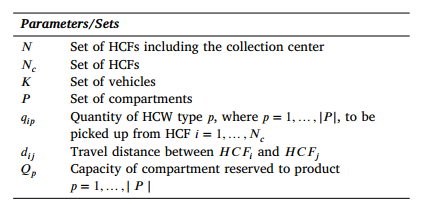 Parameters/Sets
N Set of HCFs including the collection center
N_c Set of HCFs
K Set of vehicles
P Set of compartments
q_ip Quantity of HCW type p, where p = 1, …, |P|, to be
picked up from HCF i = 1, …, N_c
d_ij Travel distance between HCF_i and HCF_j
Q_p Capacity of compartment reserved to product
p = 1, …, | P |